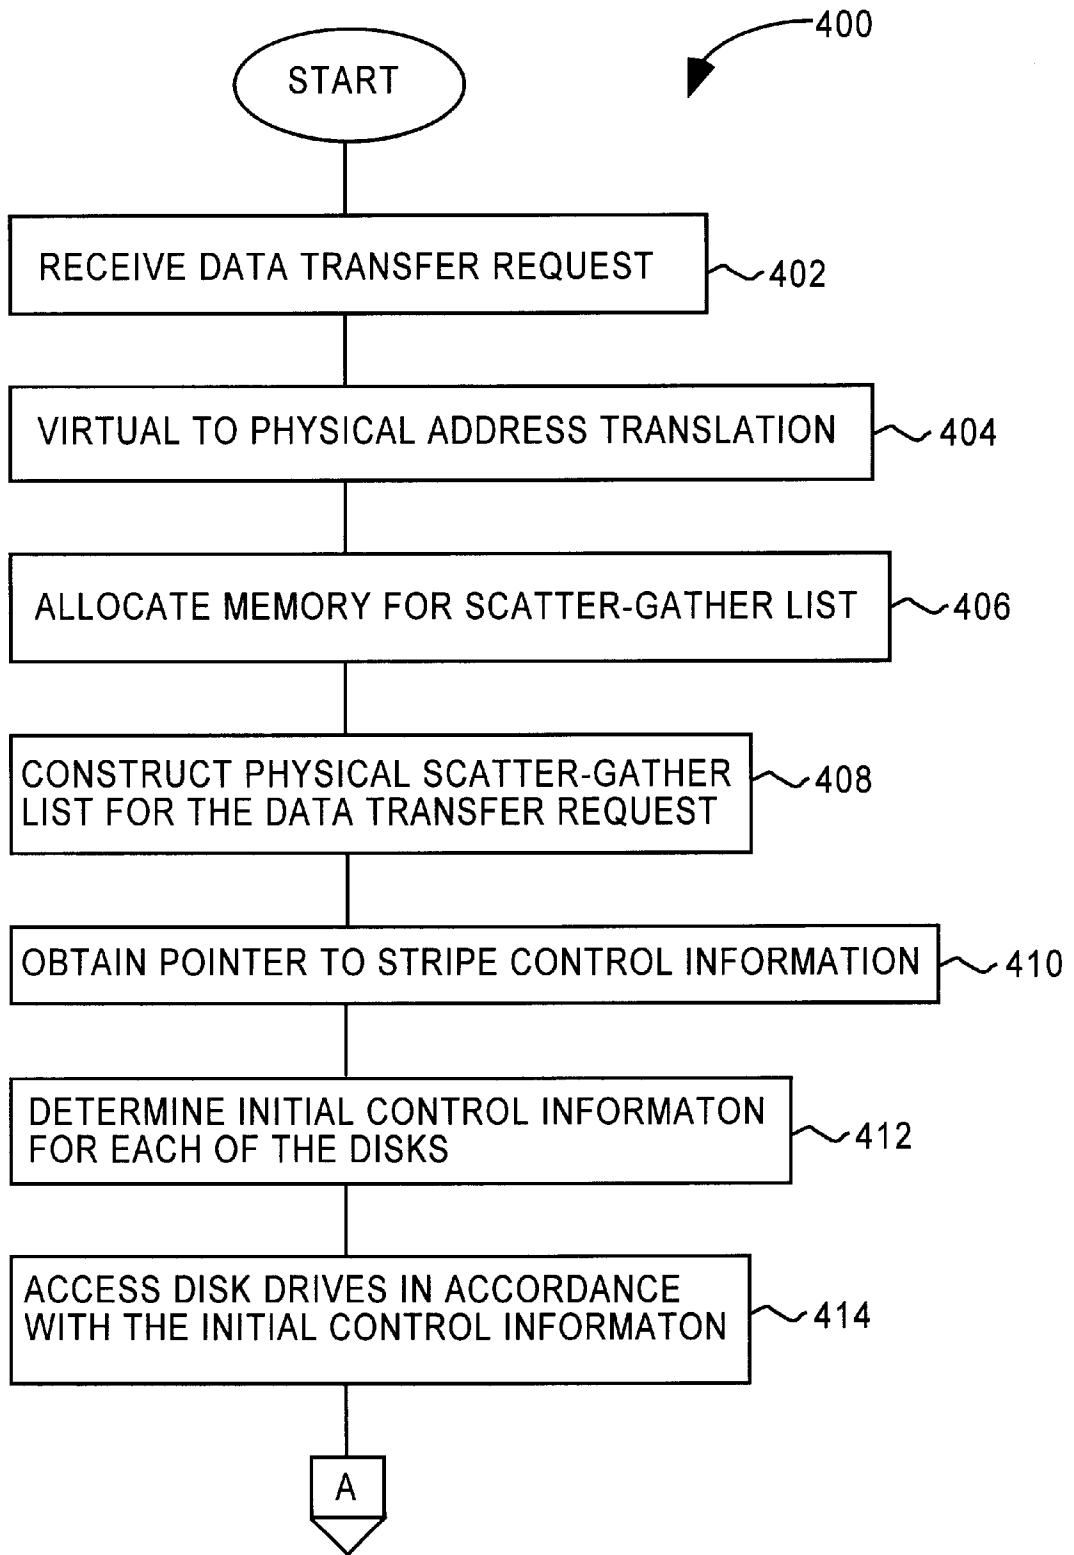 400
START
RECEIVE DATA TRANSFER REQUEST
402
VIRTUAL TO PHYSICAL ADDRESS TRANSLATION
404
ALLOCATE MEMORY FOR SCATTER-GATHER LIST
406
CONSTRUCT PHYSICAL SCATTER-GATHER
LIST FOR THE DATA TRANSFER REQUEST
408
OBTAIN POINTER TO STRIPE CONTROL INFORMATION
410
DETERMINE INITIAL CONTROL INFORMATON
FOR EACH OF THE DISKS
412
ACCESS DISK DRIVES IN ACCORDANCE
WITH THE INITIAL CONTROL INFORMATON
414
A